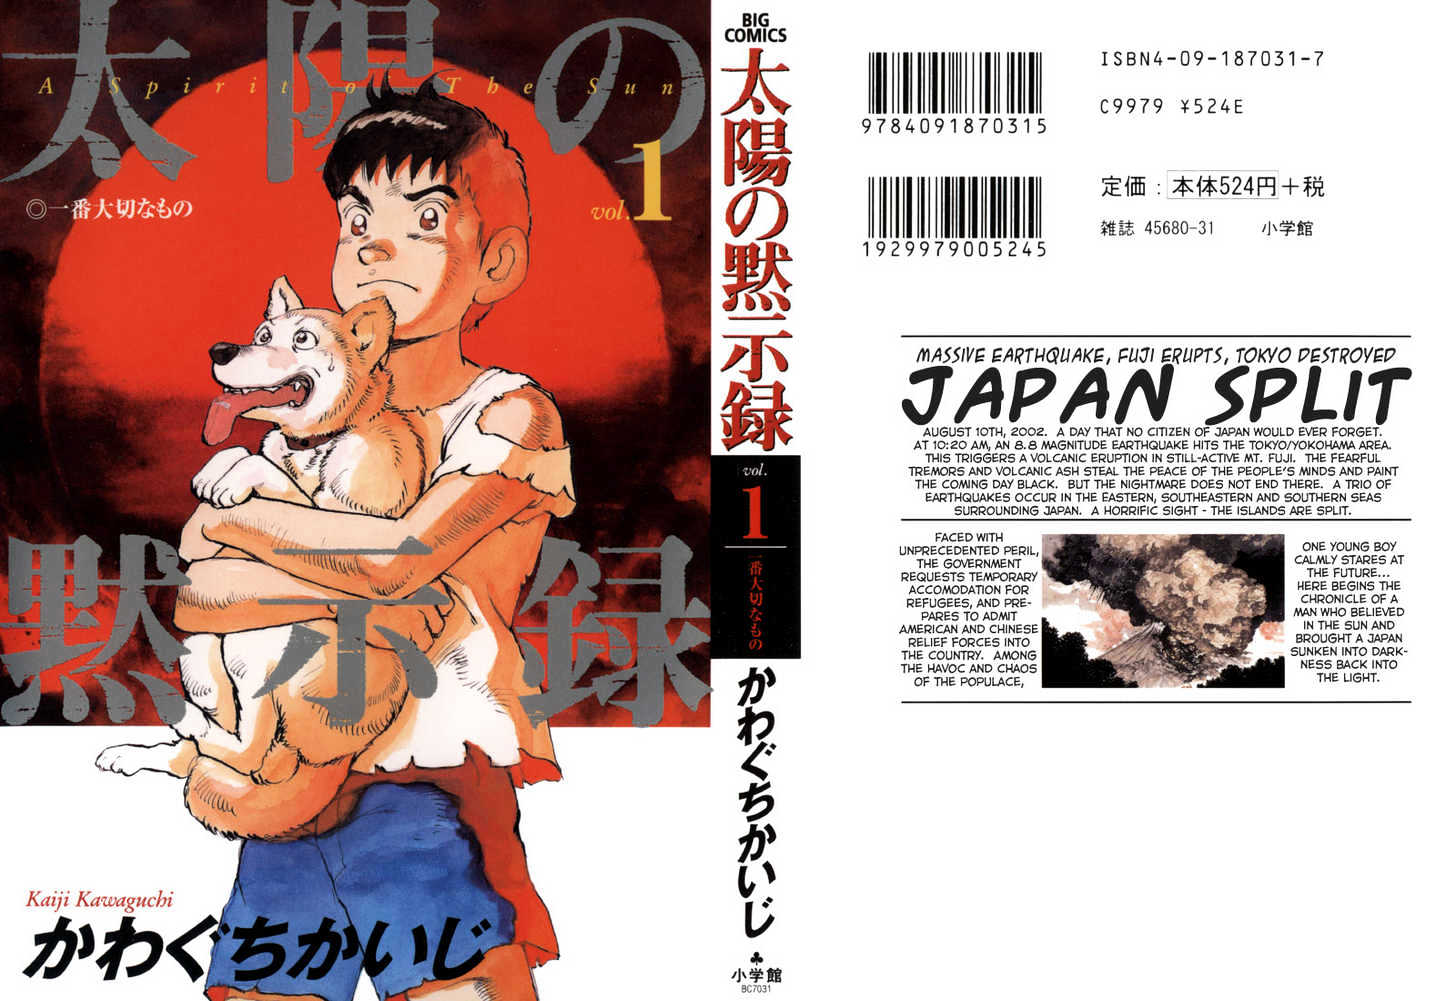 太陽の
A Spirit o The Sun
◎一番大切なもの
vol.1
黙示録
Kaiji Kawaguchi
かわぐちかいじ
BIG
COMICS
太陽の黙示録
vol.
1
一番大切なもの
かわぐちかいじ
小学館
BC7031
9784091870315
ISBN4-09-187031-7
C9979 ¥524E
1929979005245
定価：本体524円+税
雑誌 45680-31 小学館
MASSIVE EARTHQUAKE, FUJI ERUPTS, TOKYO DESTROYED
JAPAN SPLIT
AUGUST 10TH, 2002. A DAY THAT NO CITIZEN OF JAPAN WOULD EVER FORGET.
AT 10:20 AM, AN 8.8 MAGNITUDE EARTHQUAKE HITS THE TOKYO/YOKOHAMA AREA.
THIS TRIGGERS A VOLCANIC ERUPTION IN STILL-ACTIVE MT. FUJI. THE FEARFUL
TREMORS AND VOLCANIC ASH STEAL THE PEACE OF THE PEOPLE'S MINDS AND PAINT
THE COMING DAY BLACK. BUT THE NIGHTMARE DOES NOT END THERE. A TRIO OF
EARTHQUAKES OCCUR IN THE EASTERN, SOUTHEASTERN AND SOUTHERN SEAS
SURROUNDING JAPAN. A HORRIFIC SIGHT - THE ISLANDS ARE SPLIT.
FACED WITH
UNPRECEDENTED PERIL,
THE GOVERNMENT
REQUESTS TEMPORARY
ACCOMODATION FOR
REFUGEES, AND PRE-
PARES TO ADMIT
AMERICAN AND CHINESE
RELIEF FORCES INTO
THE COUNTRY. AMONG
THE HAVOC AND CHAOS
OF THE POPULACE,
ONE YOUNG BOY
CALMLY STARES AT
THE FUTURE...
HERE BEGINS THE
CHRONICLE OF A
MAN WHO BELIEVED
IN THE SUN AND
BROUGHT A JAPAN
SUNKEN INTO DARK-
NESS BACK INTO
THE LIGHT.